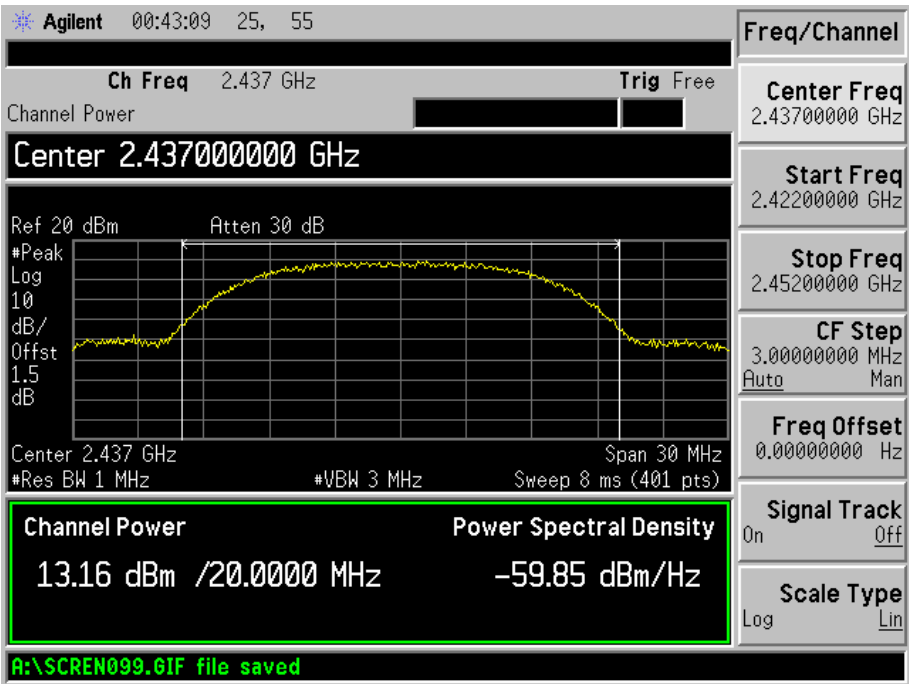 Agilent 00:43:09 25, 55
Freq/Channel
Ch Freq 2.437 GHz Trig Free
Channel Power
Center 2.437000000 GHz
Ref 20 dBm Atten 30 dB
#Peak
Log
10
dB/
Offst
1.5
dB
Center 2.437 GHz Span 30 MHz
#Res BW 1 MHz #VBW 3 MHz Sweep 8 ms (401 pts)
Channel Power Power Spectral Density
13.16 dBm /20.0000 MHz -59.85 dBm/Hz
A:\SCREN099.GIF file saved
Center Freq
2.43700000 GHz
Start Freq
2.42200000 GHz
Stop Freq
2.45200000 GHz
CF Step
3.00000000 MHz
Auto Man
Freq Offset
0.00000000 Hz
Signal Track
On Off
Scale Type
Log Lin